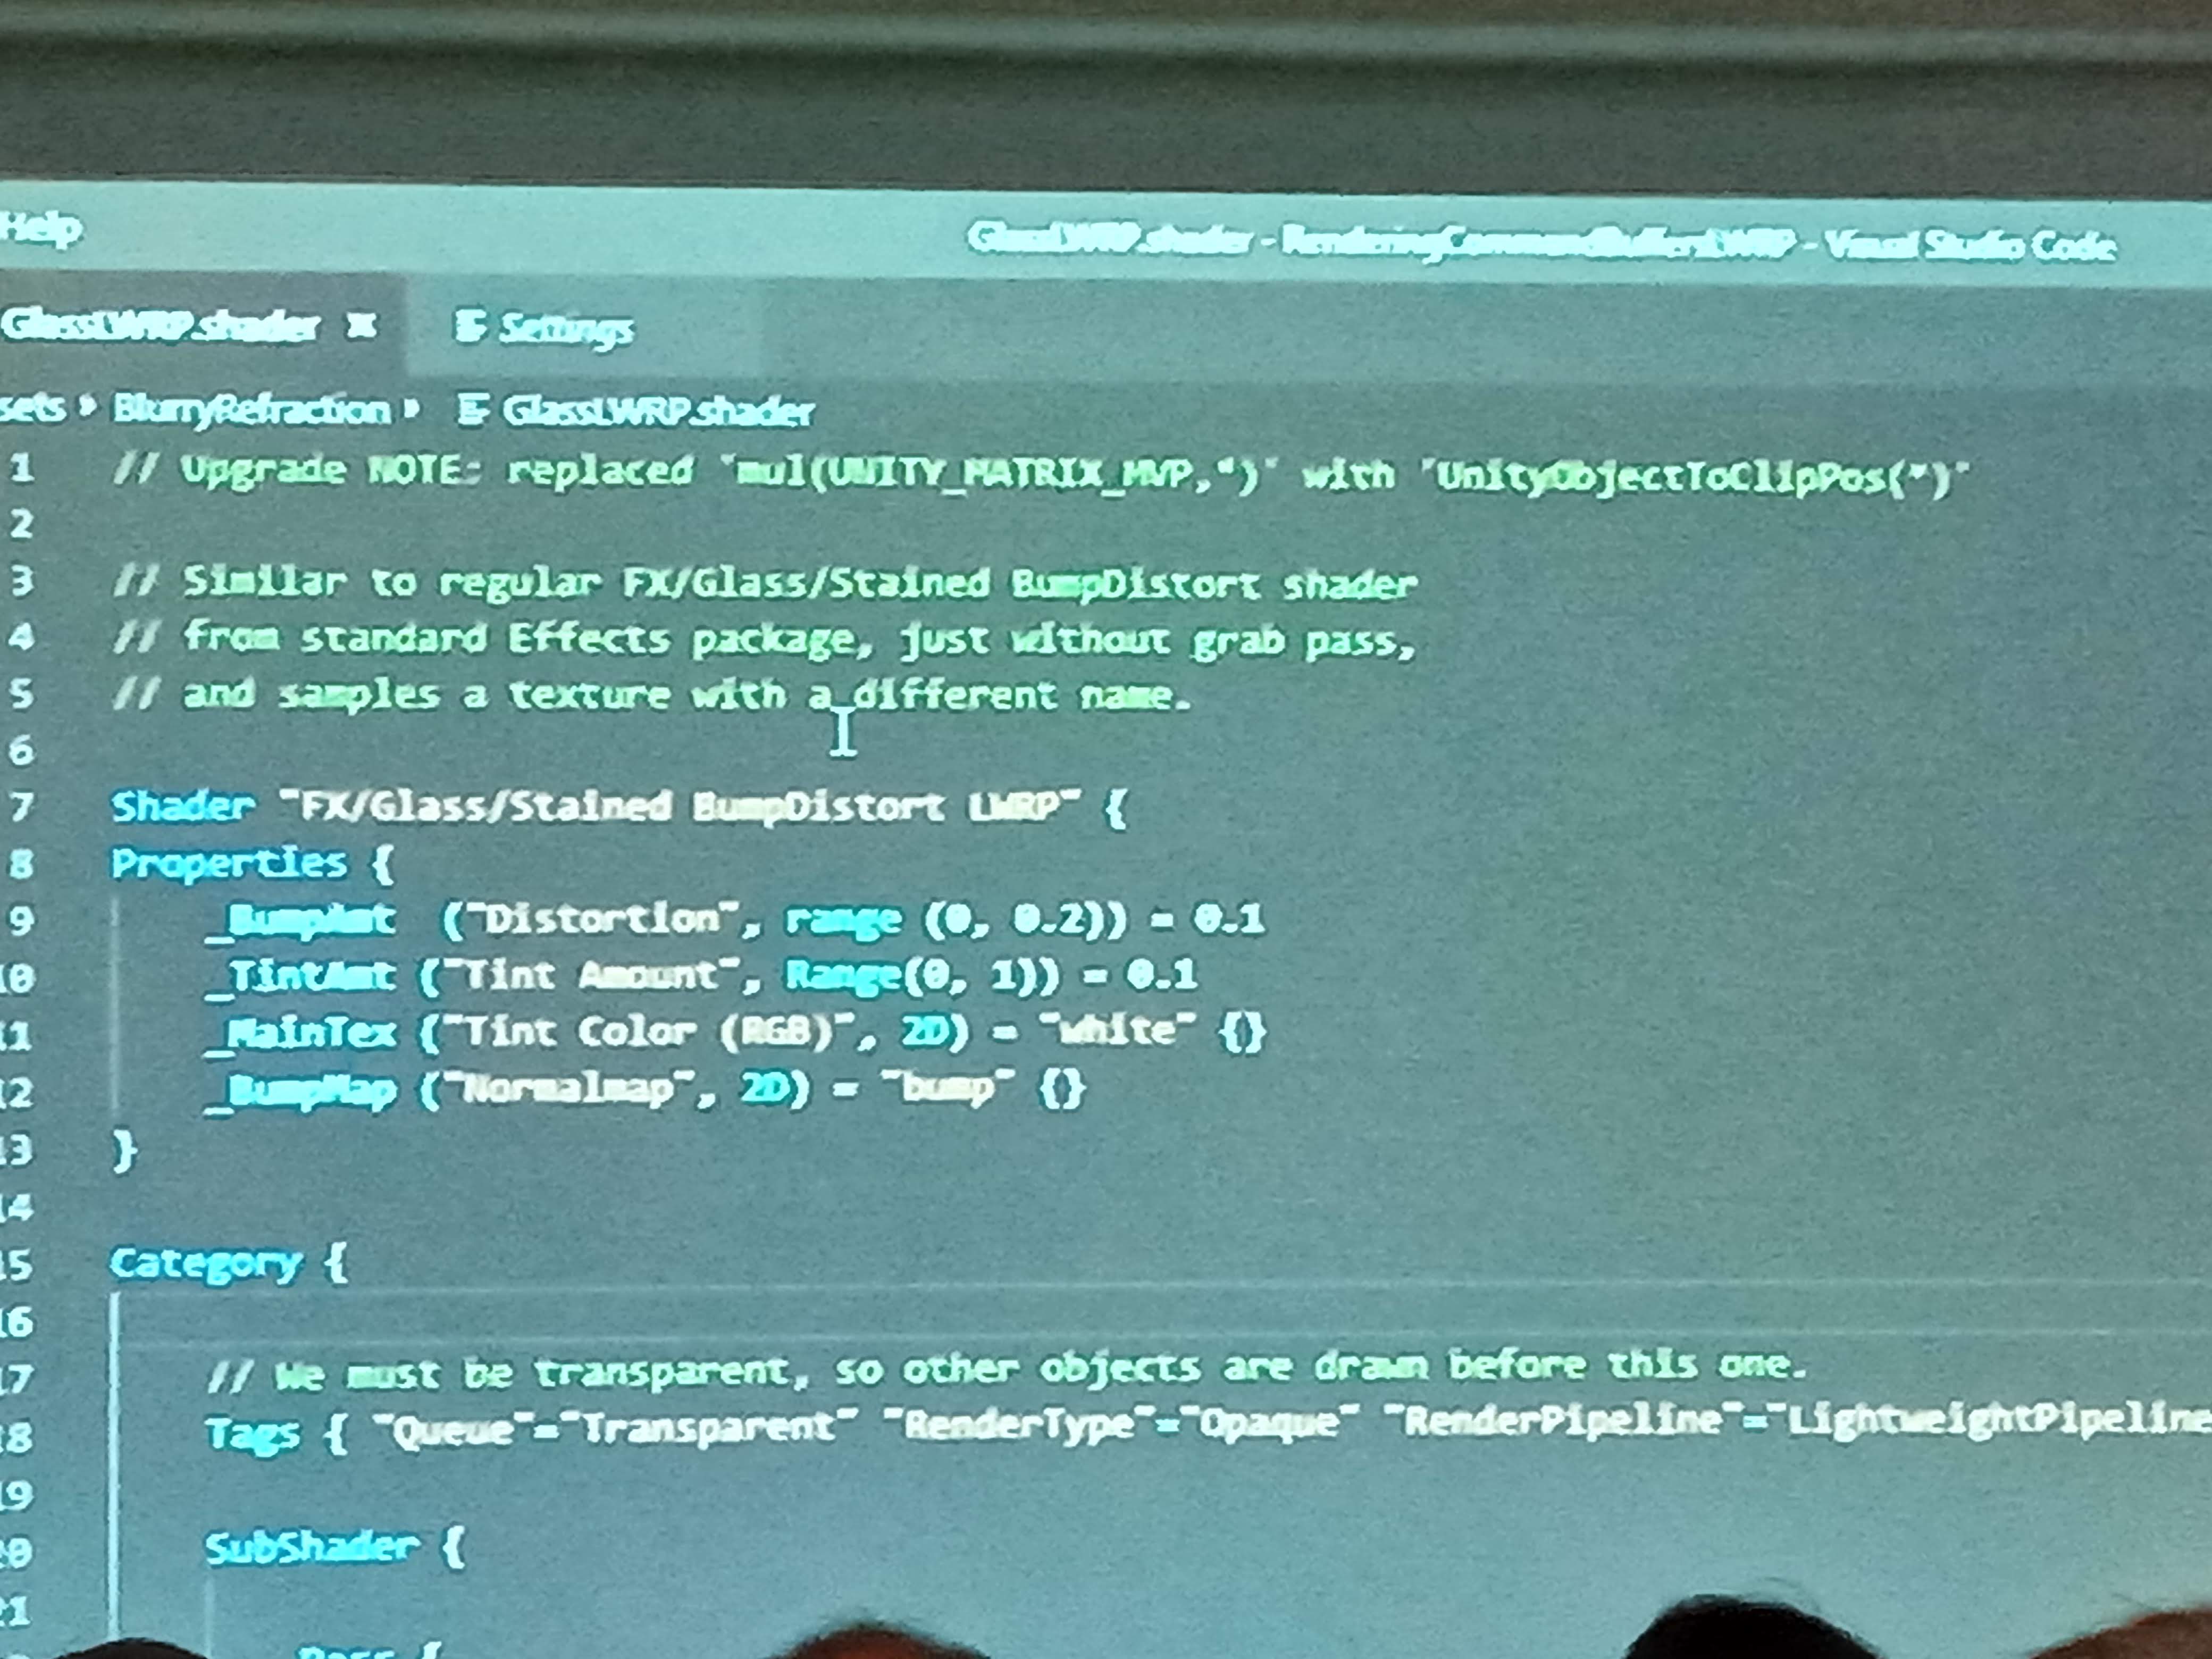 Help
GlassLWRP.shader - RenderingCommandBuffersLWRP - Visual Studio Code
GlassLWRP.shader × Settings
sets › BlurryRefraction › GlassLWRP.shader
1 // Upgrade NOTE: replaced 'mul(UNITY_MATRIX_MVP,*)' with 'UnityObjectToClipPos(*)'
2
3 // Similar to regular FX/Glass/Stained BumpDistort shader
4 // from standard Effects package, just without grab pass,
5 // and samples a texture with a different name.
6
7 Shader "FX/Glass/Stained BumpDistort LWRP" {
8 Properties {
9 _BumpAmt ("Distortion", range (0, 0.2)) = 0.1
10 _TintAmt ("Tint Amount", Range(0, 1)) = 0.1
11 _MainTex ("Tint Color (RGB)", 2D) = "white" {}
12 _BumpMap ("Normalmap", 2D) = "bump" {}
13 }
14
15 Category {
16
17 // We must be transparent, so other objects are drawn before this one.
18 Tags { "Queue"="Transparent" "RenderType"="Opaque" "RenderPipeline"="LightweightPipeline
19
20 SubShader {
21
Pass {